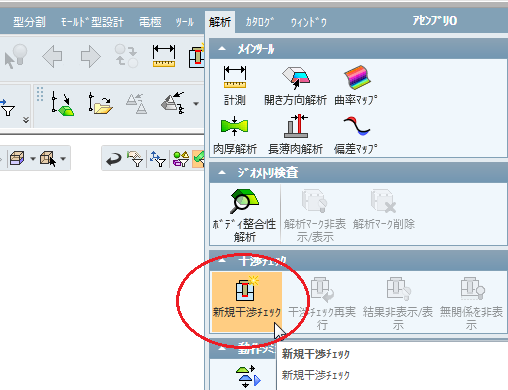 型分割 ﾓｰﾙﾄﾞ型設計 電極 ﾂｰﾙ 解析 ｶﾀﾛｸﾞ ｳｨﾝﾄﾞｳ ｱｾﾝﾌﾞﾘ0
ﾒｲﾝﾂｰﾙ
計測 開き方向解析 曲率ﾏｯﾌﾟ
肉厚解析 長薄肉解析 偏差ﾏｯﾌﾟ
ｼﾞｵﾒﾄﾘ検査
ﾎﾞﾃﾞｨ整合性解析 解析ﾏｰｸ非表示/表示 解析ﾏｰｸ削除
干渉ﾁｪｯｸ
新規干渉ﾁｪｯｸ 干渉ﾁｪｯｸ再実行 結果非表示/表示 無関係を非表示
新規干渉ﾁｪｯｸ
新規干渉ﾁｪｯｸ